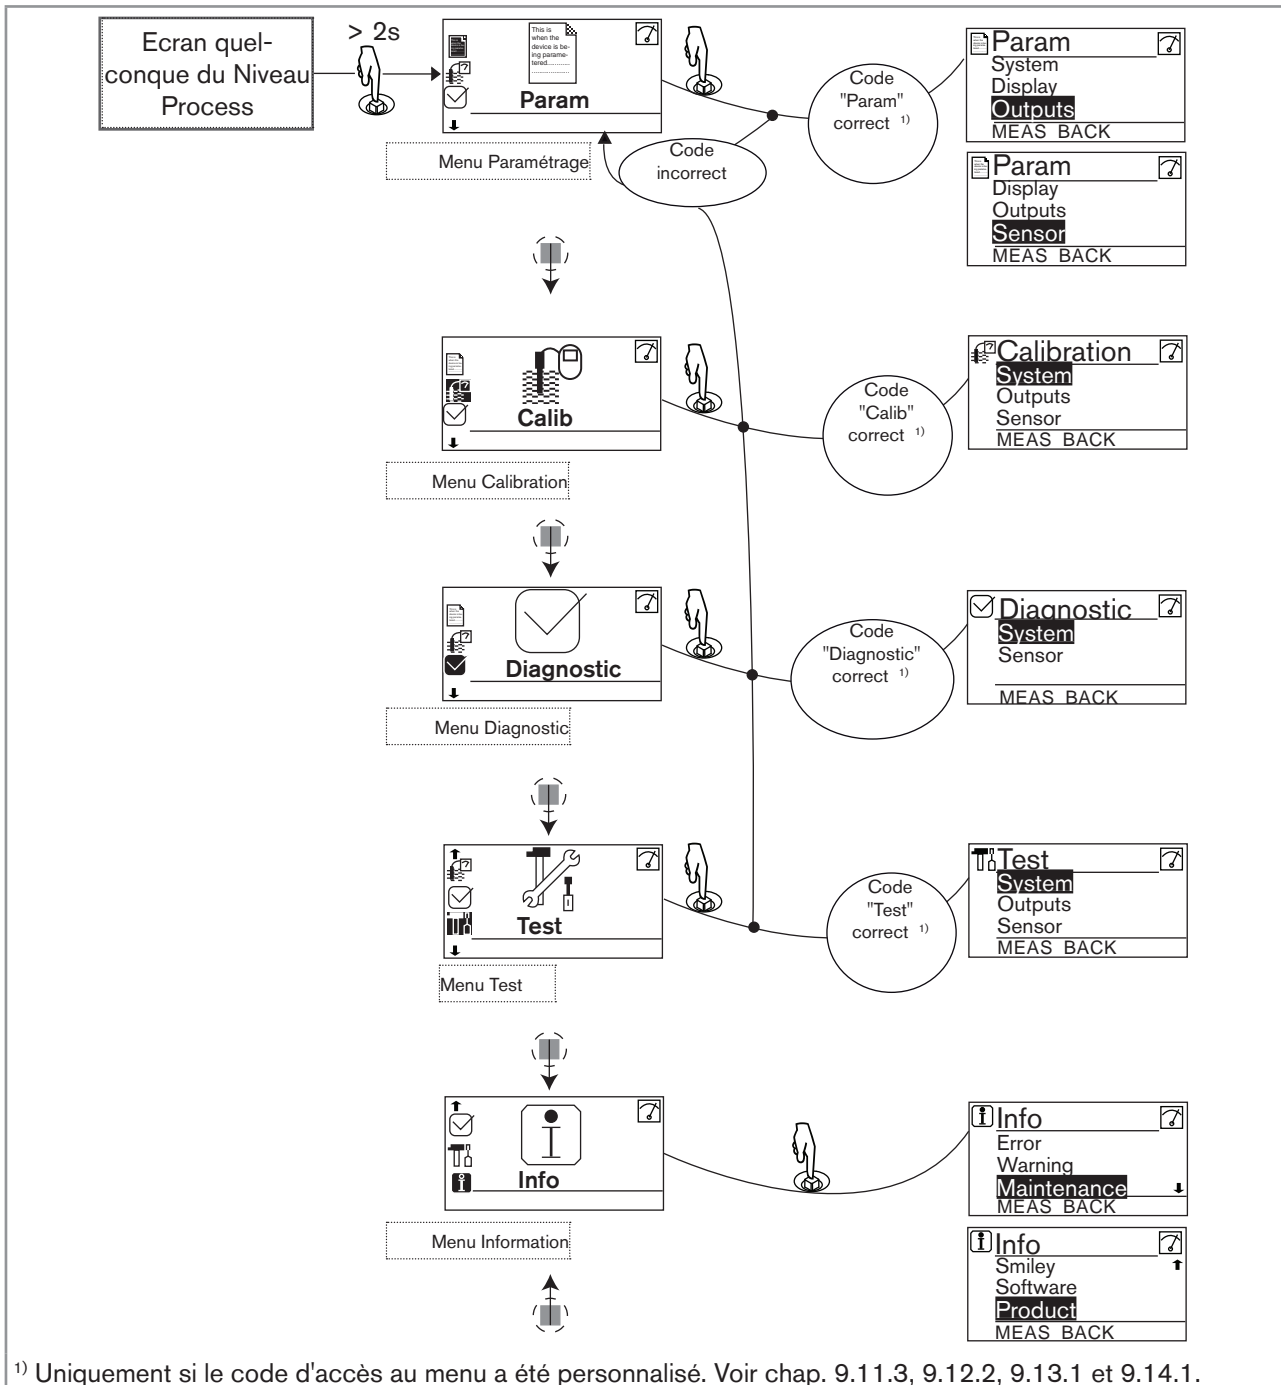 Ecran quel-
conque du Niveau
Process
> 2s
This is
when the
device is be-
ing parame-
tered...........
Param
Menu Paramétrage
Code
incorrect
Code
"Param"
correct 1)
Param
System
Display
Outputs
MEAS BACK
Param
Display
Outputs
Sensor
MEAS BACK
Calib
Menu Calibration
Code
"Calib"
correct 1)
Calibration
System
Outputs
Sensor
MEAS BACK
Diagnostic
Menu Diagnostic
Code
"Diagnostic"
correct 1)
Diagnostic
System
Sensor
MEAS BACK
Test
Menu Test
Code
"Test"
correct 1)
Test
System
Outputs
Sensor
MEAS BACK
Info
Menu Information
Info
Error
Warning
Maintenance
MEAS BACK
Info
Smiley
Software
Product
MEAS BACK
1) Uniquement si le code d'accès au menu a été personnalisé. Voir chap. 9.11.3, 9.12.2, 9.13.1 et 9.14.1.